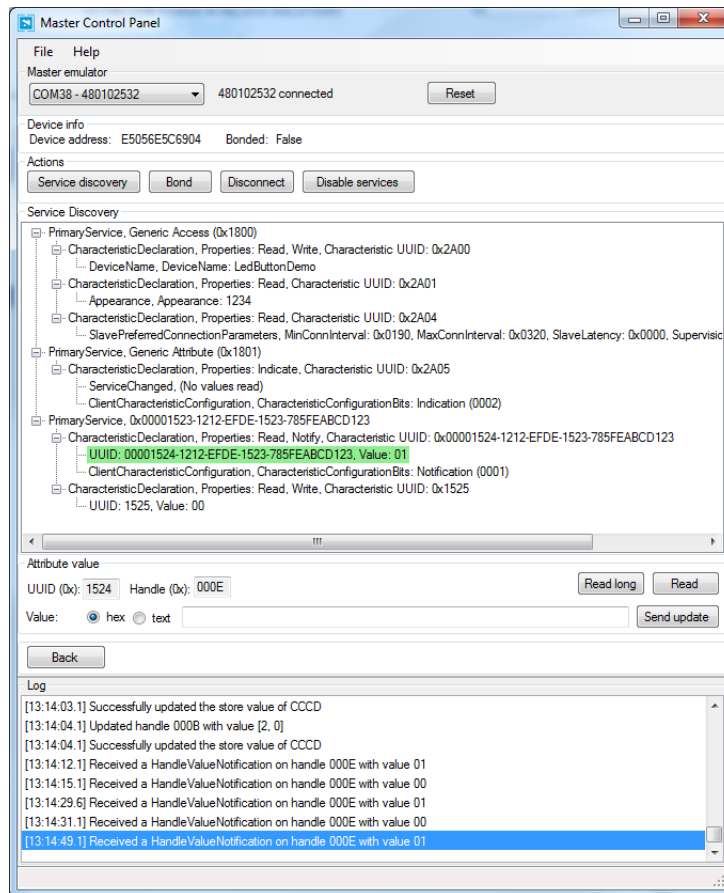 Master Control Panel
File Help
Master emulator
COM38 - 480102532 480102532 connected Reset
Device info
Device address: E5056E5C6904 Bonded: False
Actions
Service discovery Bond Disconnect Disable services
Service Discovery
PrimaryService, Generic Access (0x1800)
CharacteristicDeclaration, Properties: Read, Write, Characteristic UUID: 0x2A00
DeviceName, DeviceName: LedButtonDemo
CharacteristicDeclaration, Properties: Read, Characteristic UUID: 0x2A01
Appearance, Appearance: 1234
CharacteristicDeclaration, Properties: Read, Characteristic UUID: 0x2A04
SlavePreferredConnectionParameters, MinConnInterval: 0x0190, MaxConnInterval: 0x0320, SlaveLatency: 0x0000, Supervisic
PrimaryService, Generic Attribute (0x1801)
CharacteristicDeclaration, Properties: Indicate, Characteristic UUID: 0x2A05
ServiceChanged, (No values read)
ClientCharacteristicConfiguration, CharacteristicConfigurationBits: Indication (0002)
PrimaryService, 0x00001523-1212-EFDE-1523-785FEABCD123
CharacteristicDeclaration, Properties: Read, Notify, Characteristic UUID: 0x00001524-1212-EFDE-1523-785FEABCD123
UUID: 00001524-1212-EFDE-1523-785FEABCD123, Value: 01
ClientCharacteristicConfiguration, CharacteristicConfigurationBits: Notification (0001)
CharacteristicDeclaration, Properties: Read, Write, Characteristic UUID: 0x1525
UUID: 1525, Value: 00
Attribute value
UUID (0x): 1524 Handle (0x): 000E Read long Read
Value: hex text Send update
Back
Log
[13:14:03.1] Successfully updated the store value of CCCD
[13:14:04.1] Updated handle 000B with value [2, 0]
[13:14:04.1] Successfully updated the store value of CCCD
[13:14:12.1] Received a HandleValueNotification on handle 000E with value 01
[13:14:15.1] Received a HandleValueNotification on handle 000E with value 00
[13:14:29.6] Received a HandleValueNotification on handle 000E with value 01
[13:14:31.1] Received a HandleValueNotification on handle 000E with value 00
[13:14:49.1] Received a HandleValueNotification on handle 000E with value 01